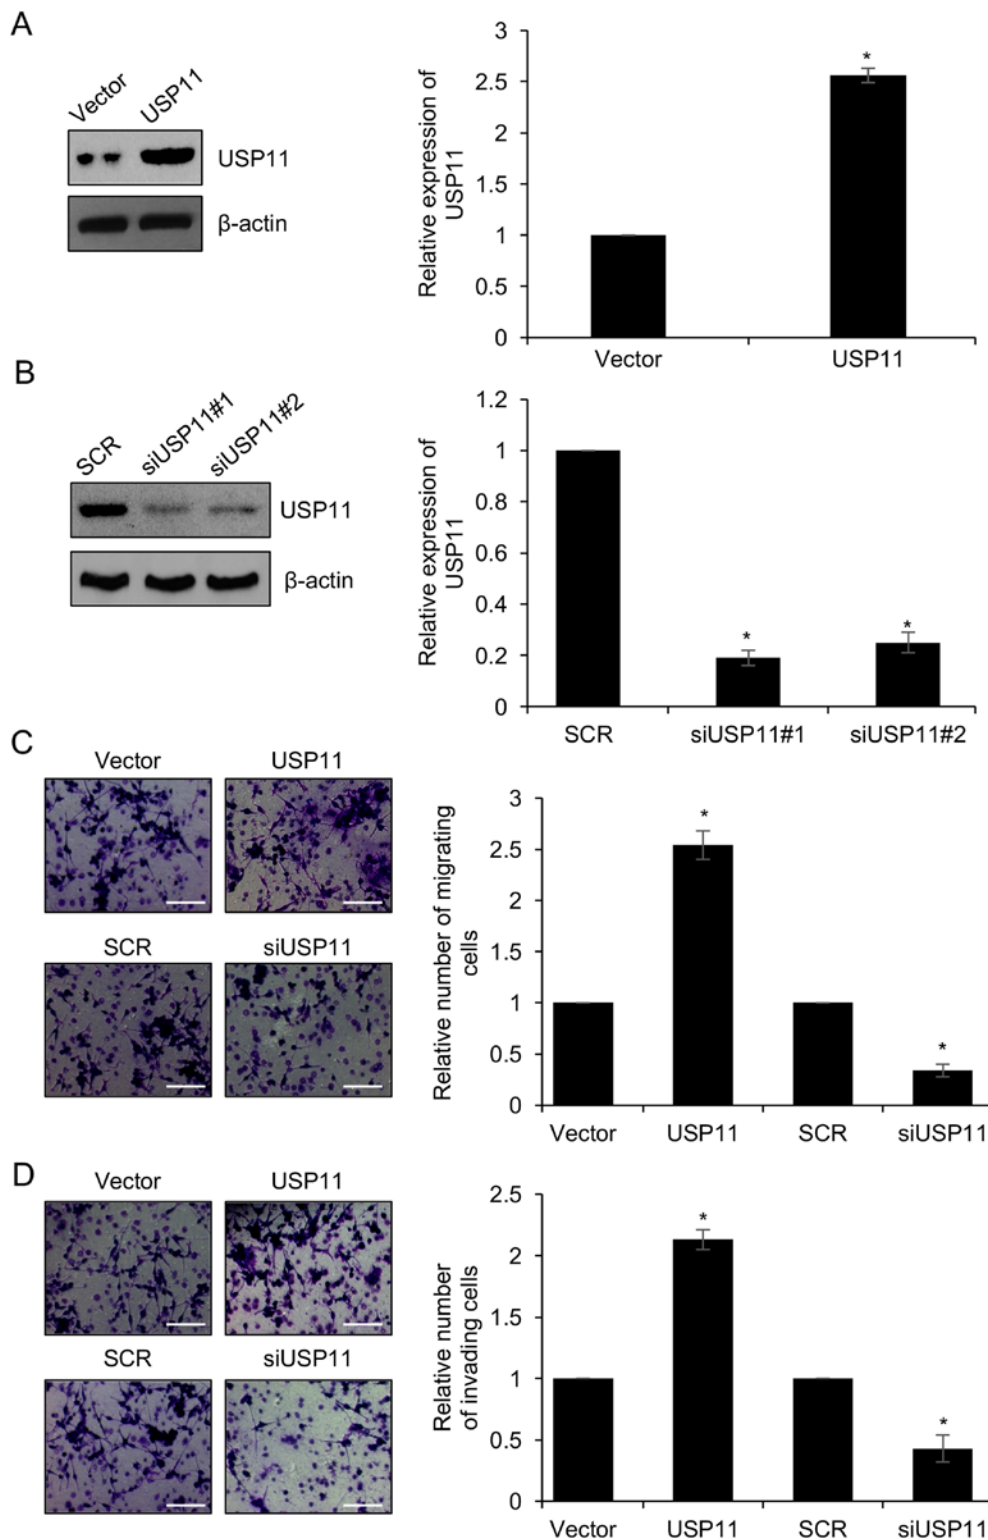 A
Vector
USP11
USP11
β-actin
Relative expression of
USP11
3
2.5
2
1.5
1
0.5
0
*
Vector
USP11
B
SCR
siUSP11#1
siUSP11#2
USP11
β-actin
Relative expression of
USP11
1.2
1
0.8
0.6
0.4
0.2
0
*
*
SCR
siUSP11#1
siUSP11#2
C
Vector
USP11
SCR
siUSP11
Relative number of migrating
cells
3
2.5
2
1.5
1
0.5
0
*
*
Vector
USP11
SCR
siUSP11
D
Vector
USP11
SCR
siUSP11
Relative number
of invading cells
2.5
2
1.5
1
0.5
0
*
*
Vector
USP11
SCR
siUSP11